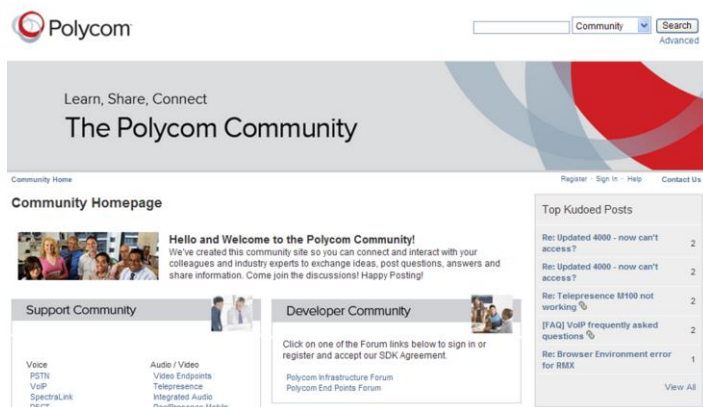 Polycom
Community
Search
Advanced
Learn, Share, Connect
The Polycom Community
Community Home
Register - Sign In - Help
Contact Us
Community Homepage
Hello and Welcome to the Polycom Community!
We've created this community site so you can connect and interact with your
colleagues and industry experts to exchange ideas, post questions, answers and
share information. Come join the discussions! Happy Posting!
Support Community
Voice
PSTN
VoIP
SpectraLink
DECT
Audio / Video
Video Endpoints
Telepresence
Integrated Audio
RealPresence Mobile
Developer Community
Click on one of the Forum links below to sign in or
register and accept our SDK Agreement.
Polycom Infrastructure Forum
Polycom End Points Forum
Top Kudoed Posts
Re: Updated 4000 - now can't
access?
2
Re: Updated 4000 - now can't
access?
2
Re: Telepresence M100 not
working
2
[FAQ] VoIP frequently asked
questions
2
Re: Browser Environment error
for RMX
1
View All